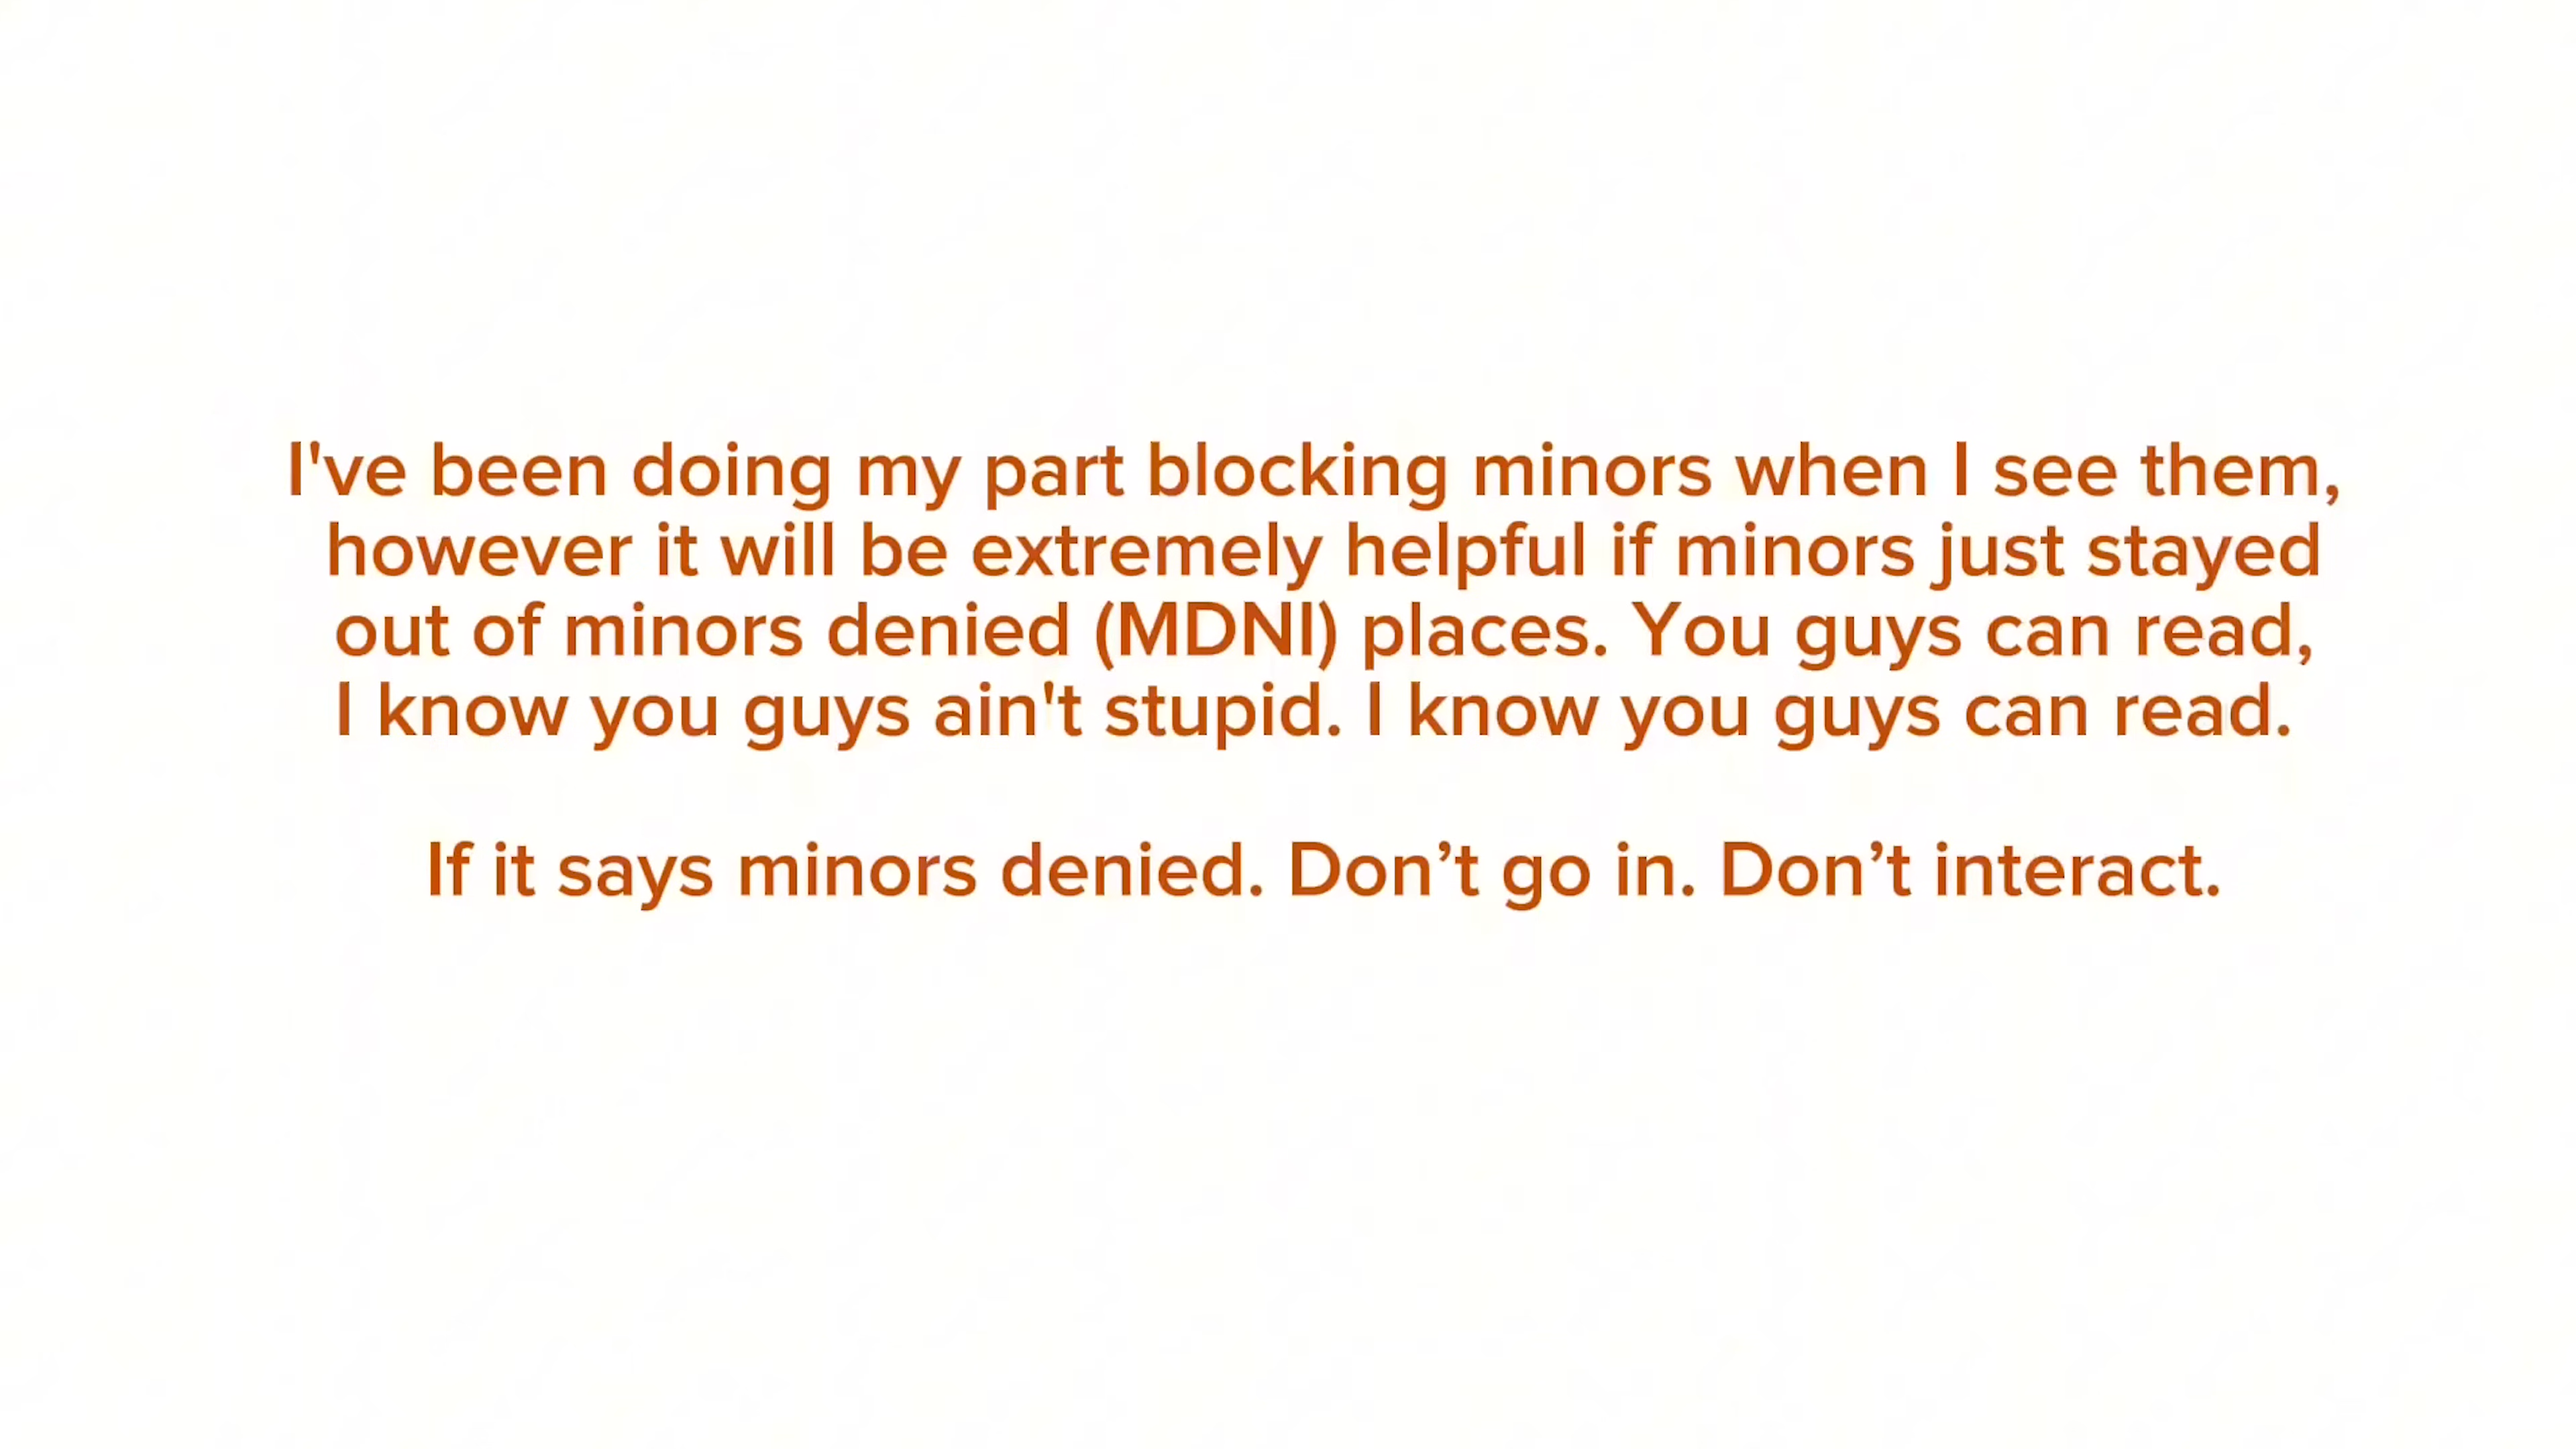 I've been doing my part blocking minors when I see them,
however it will be extremely helpful if minors just stayed
out of minors denied (MDNI) places. You guys can read,
I know you guys ain't stupid. I know you guys can read.
If it says minors denied. Don’t go in. Don’t interact.